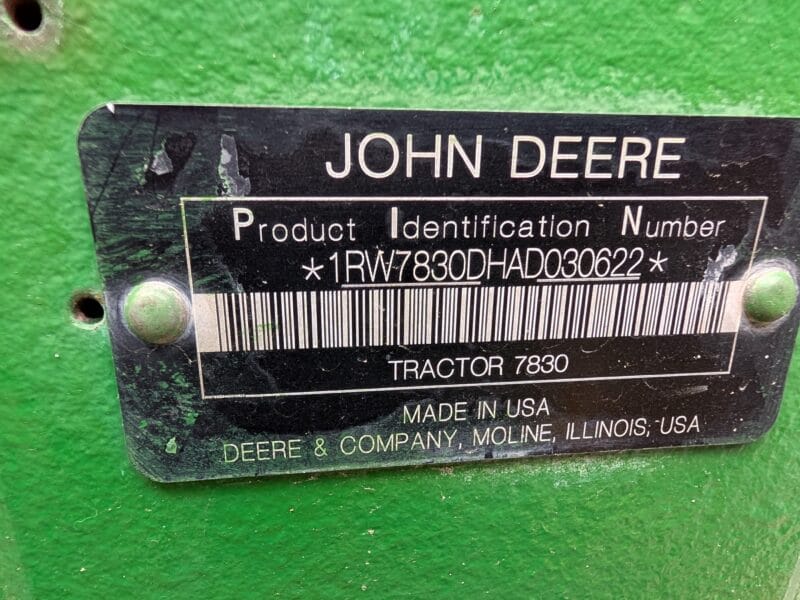 JOHN DEERE
Product Identification Number
*1RW7830DHAD030622*
TRACTOR 7830
MADE IN USA
DEERE & COMPANY, MOLINE, ILLINOIS, USA